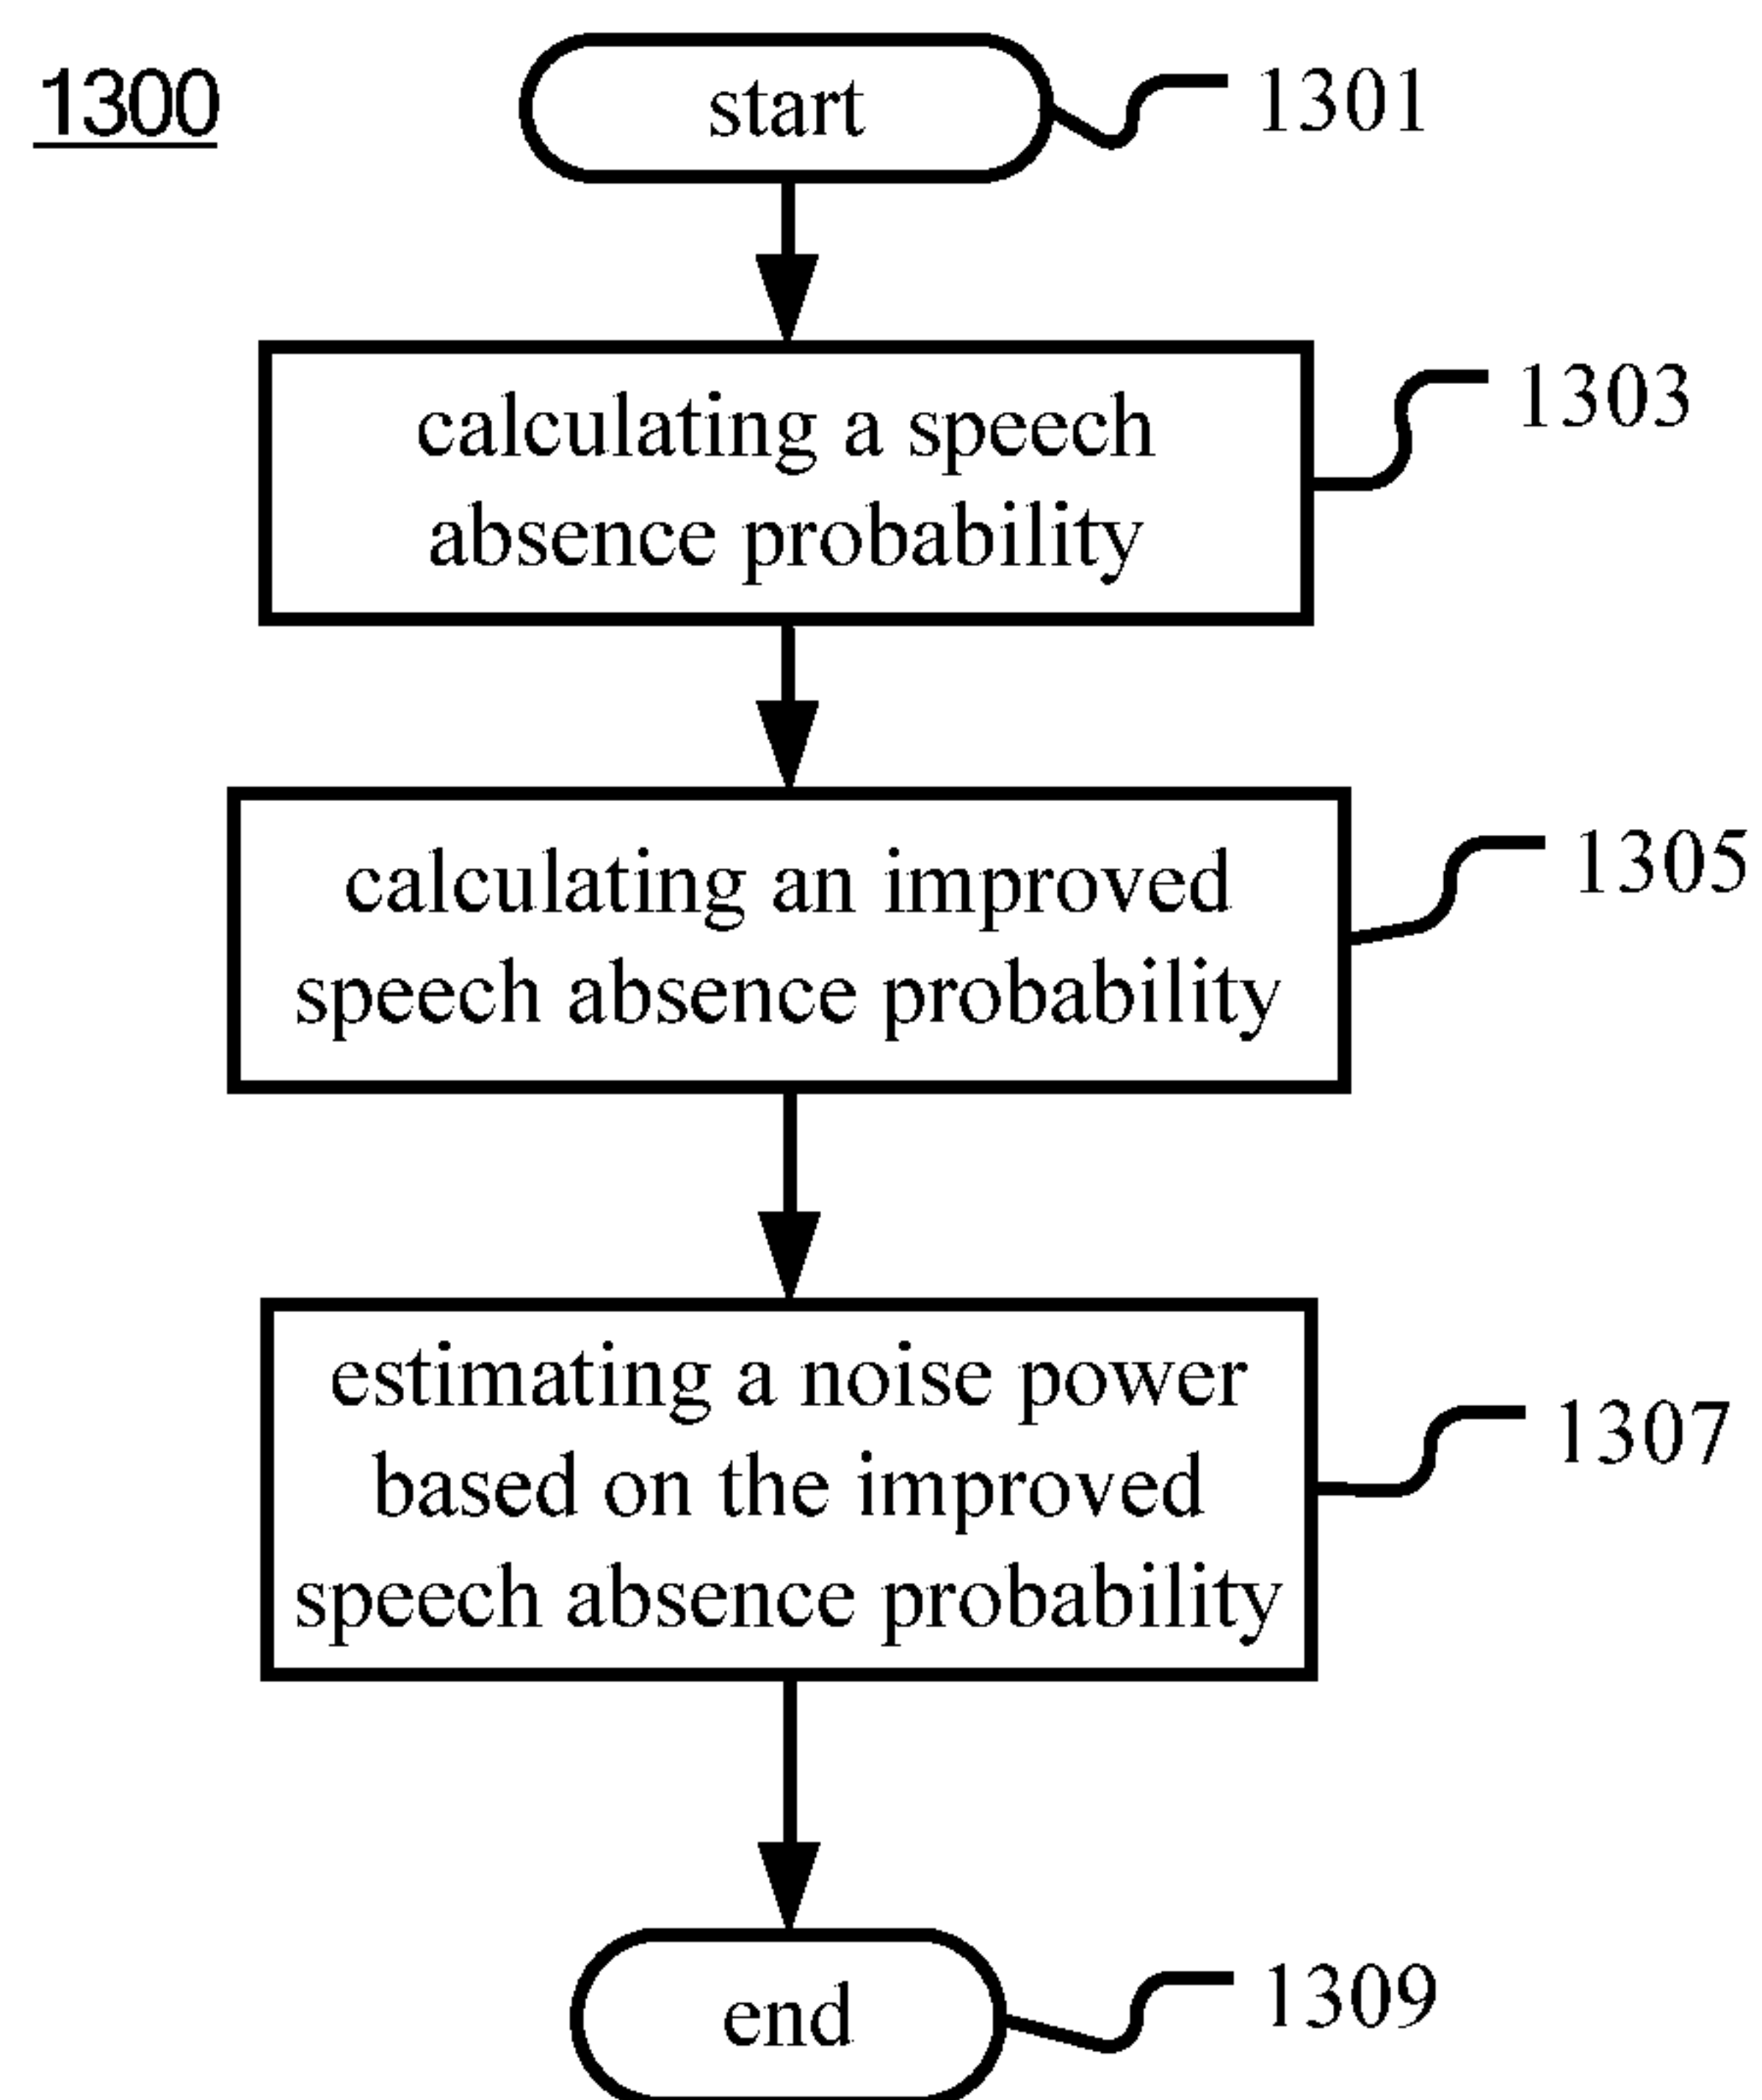 1300
start
1301
calculating a speech
absence probability
1303
calculating an improved
speech absence probability
1305
estimating a noise power
based on the improved
speech absence probability
1307
end
1309